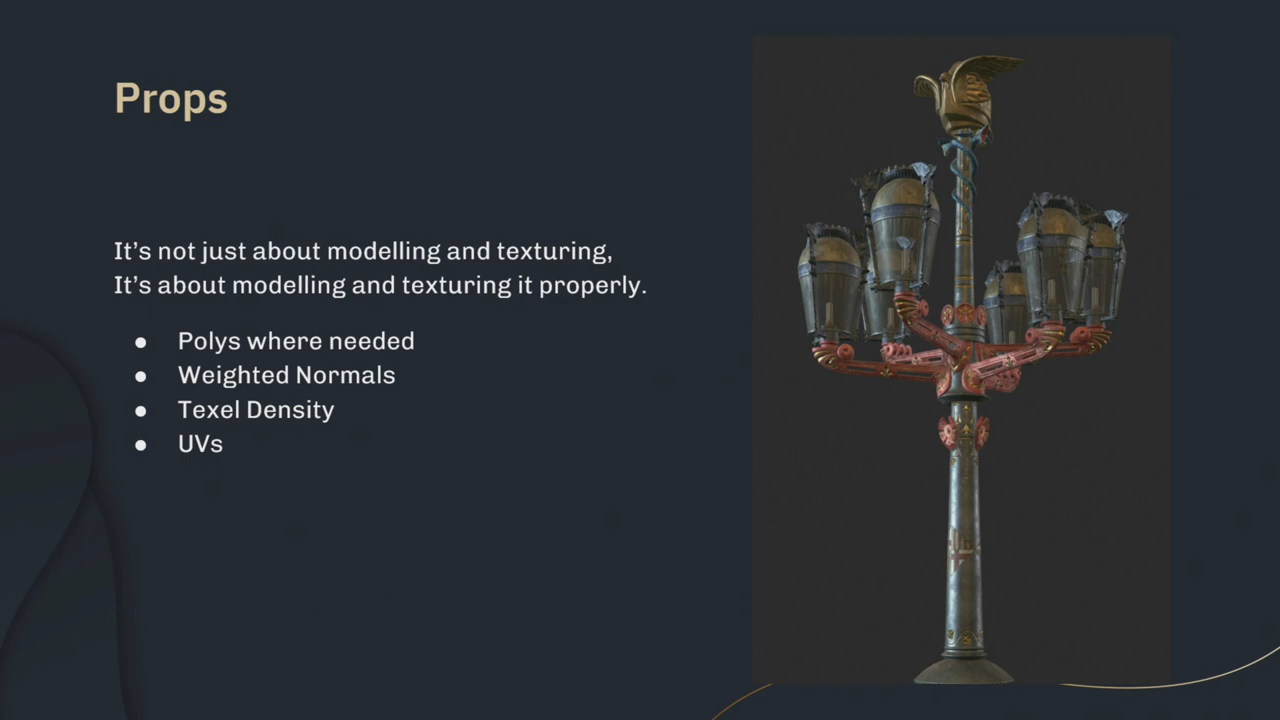 Props
It’s not just about modelling and texturing,
It’s about modelling and texturing it properly.
● Polys where needed
● Weighted Normals
● Texel Density
● UVs